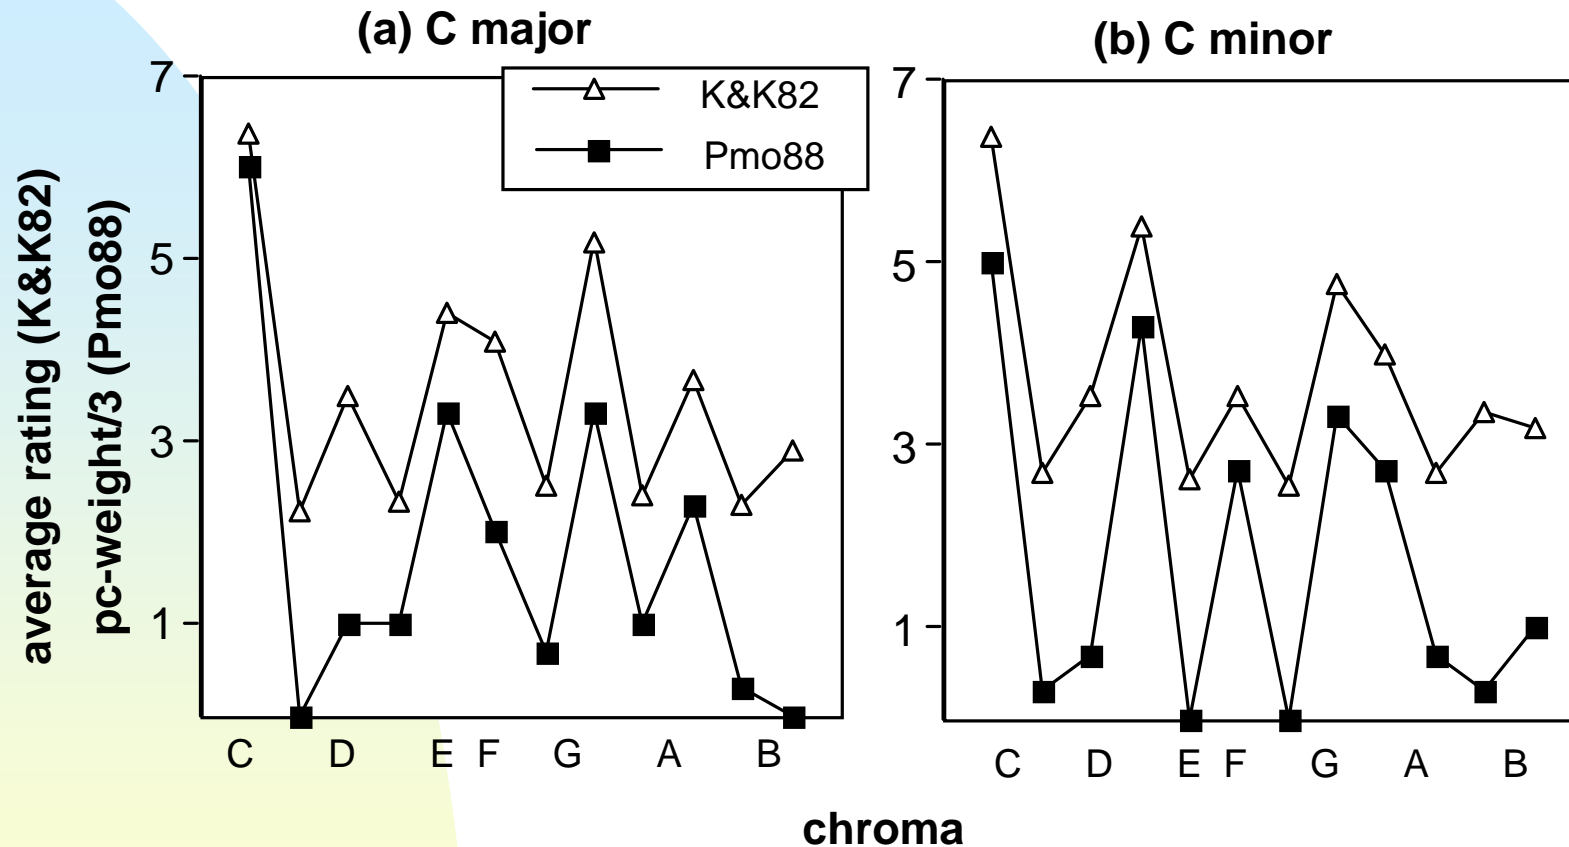 (a) C major
(b) C minor
K&K82
Pmo88
average rating (K&K82)
pc-weight/3 (Pmo88)
7
5
3
1
C D E F G A B
7
5
3
1
C D E F G A B
chroma